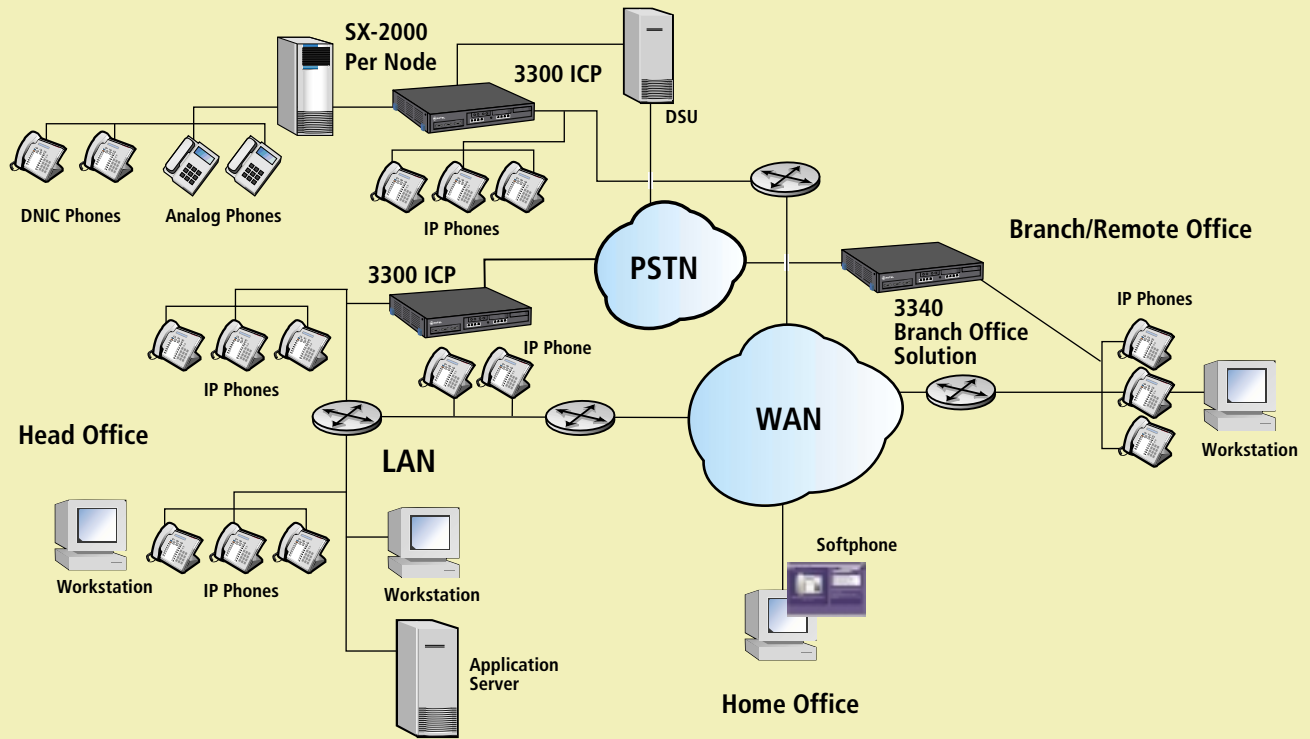 SX-2000
Per Node
3300 ICP
DSU
DNIC Phones
Analog Phones
IP Phones
PSTN
Branch/Remote Office
3300 ICP
IP Phones
3340
Branch Office
Solution
IP Phone
IP Phones
WAN
Head Office
LAN
Workstation
Softphone
Workstation
IP Phones
Workstation
Application
Server
Home Office